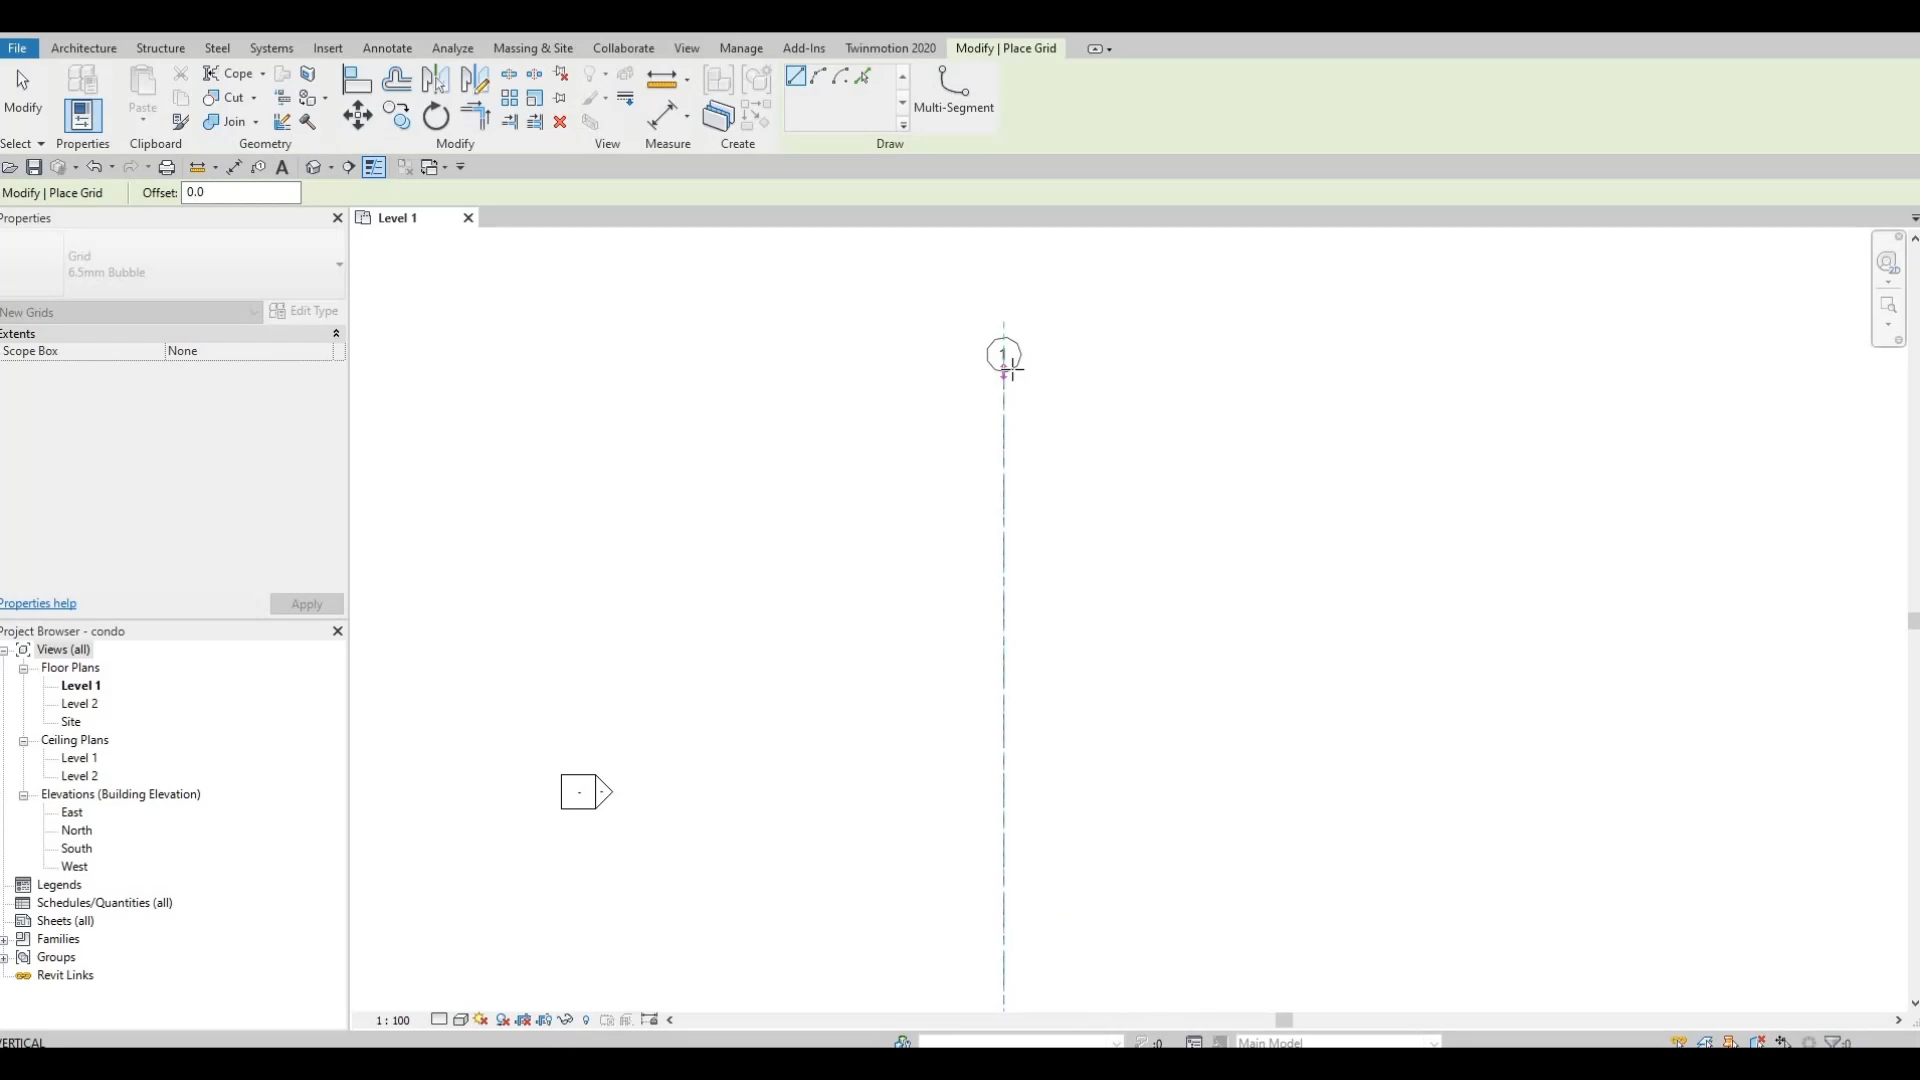 File Architecture Structure Steel Systems Insert Annotate Analyze Massing & Site Collaborate View Manage Add-Ins Twinmotion 2020 Modify | Place Grid
Cope
Cut
Join
Modify
Paste
Multi-Segment
Select Properties Clipboard Geometry Modify View Measure Create Draw
A
Modify | Place Grid Offset: 0.0
Properties
Level 1
Grid
6.5mm Bubble
New Grids Edit Type
Extents
Scope Box None
2D
1
Properties help Apply
Project Browser - condo
Views (all)
Floor Plans
Level 1
Level 2
Site
Ceiling Plans
Level 1
Level 2
Elevations (Building Elevation)
East
North
South
West
Legends
Schedules/Quantities (all)
Sheets (all)
Families
Groups
Revit Links
1 : 100
VERTICAL :0 Main Model :0